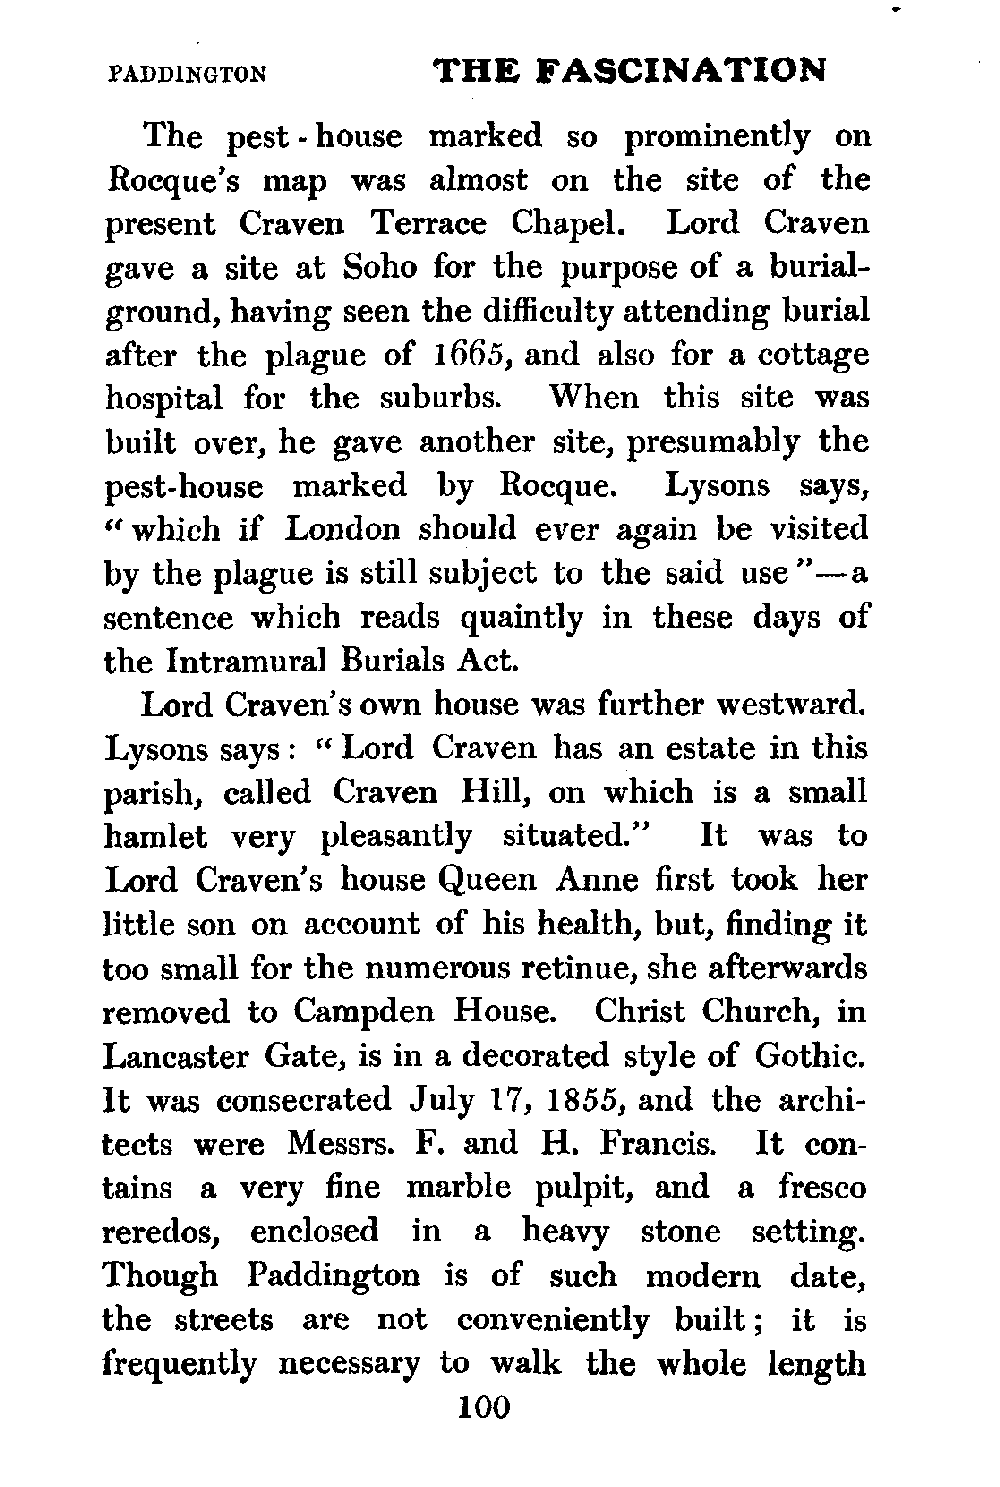 PADDINGTON THE FASCINATION
The pest-house marked so prominently on
Rocque's map was almost on the site of the
present Craven Terrace Chapel. Lord Craven
gave a site at Soho for the purpose of a burial-
ground, having seen the difficulty attending burial
after the plague of 1665, and also for a cottage
hospital for the suburbs. When this site was
built over, he gave another site, presumably the
pest-house marked by Rocque. Lysons says,
"which if London should ever again be visited
by the plague is still subject to the said use"—a
sentence which reads quaintly in these days of
the Intramural Burials Act.
Lord Craven's own house was further westward.
Lysons says: "Lord Craven has an estate in this
parish, called Craven Hill, on which is a small
hamlet very pleasantly situated." It was to
Lord Craven's house Queen Anne first took her
little son on account of his health, but, finding it
too small for the numerous retinue, she afterwards
removed to Campden House. Christ Church, in
Lancaster Gate, is in a decorated style of Gothic.
It was consecrated July 17, 1855, and the archi-
tects were Messrs. F. and H. Francis. It con-
tains a very fine marble pulpit, and a fresco
reredos, enclosed in a heavy stone setting.
Though Paddington is of such modern date,
the streets are not conveniently built; it is
frequently necessary to walk the whole length
100